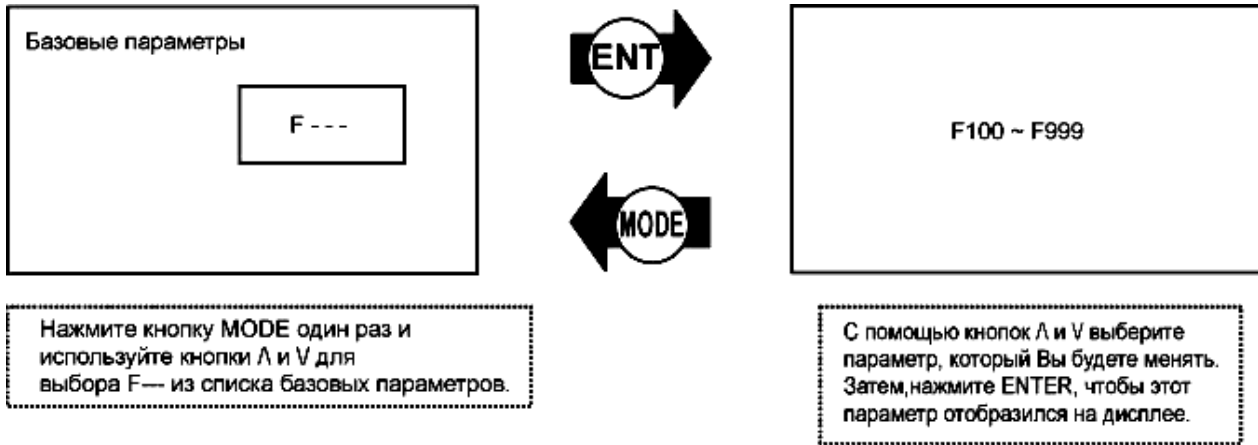 Базовые параметры
F - - -
ENT
MODE
F100 ~ F999
Нажмите кнопку MODE один раз и
используйте кнопки Λ и V для
выбора F--- из списка базовых параметров.
С помощью кнопок Λ и V выберите
параметр, который Вы будете менять.
Затем,нажмите ENTER, чтобы этот
параметр отобразился на дисплее.